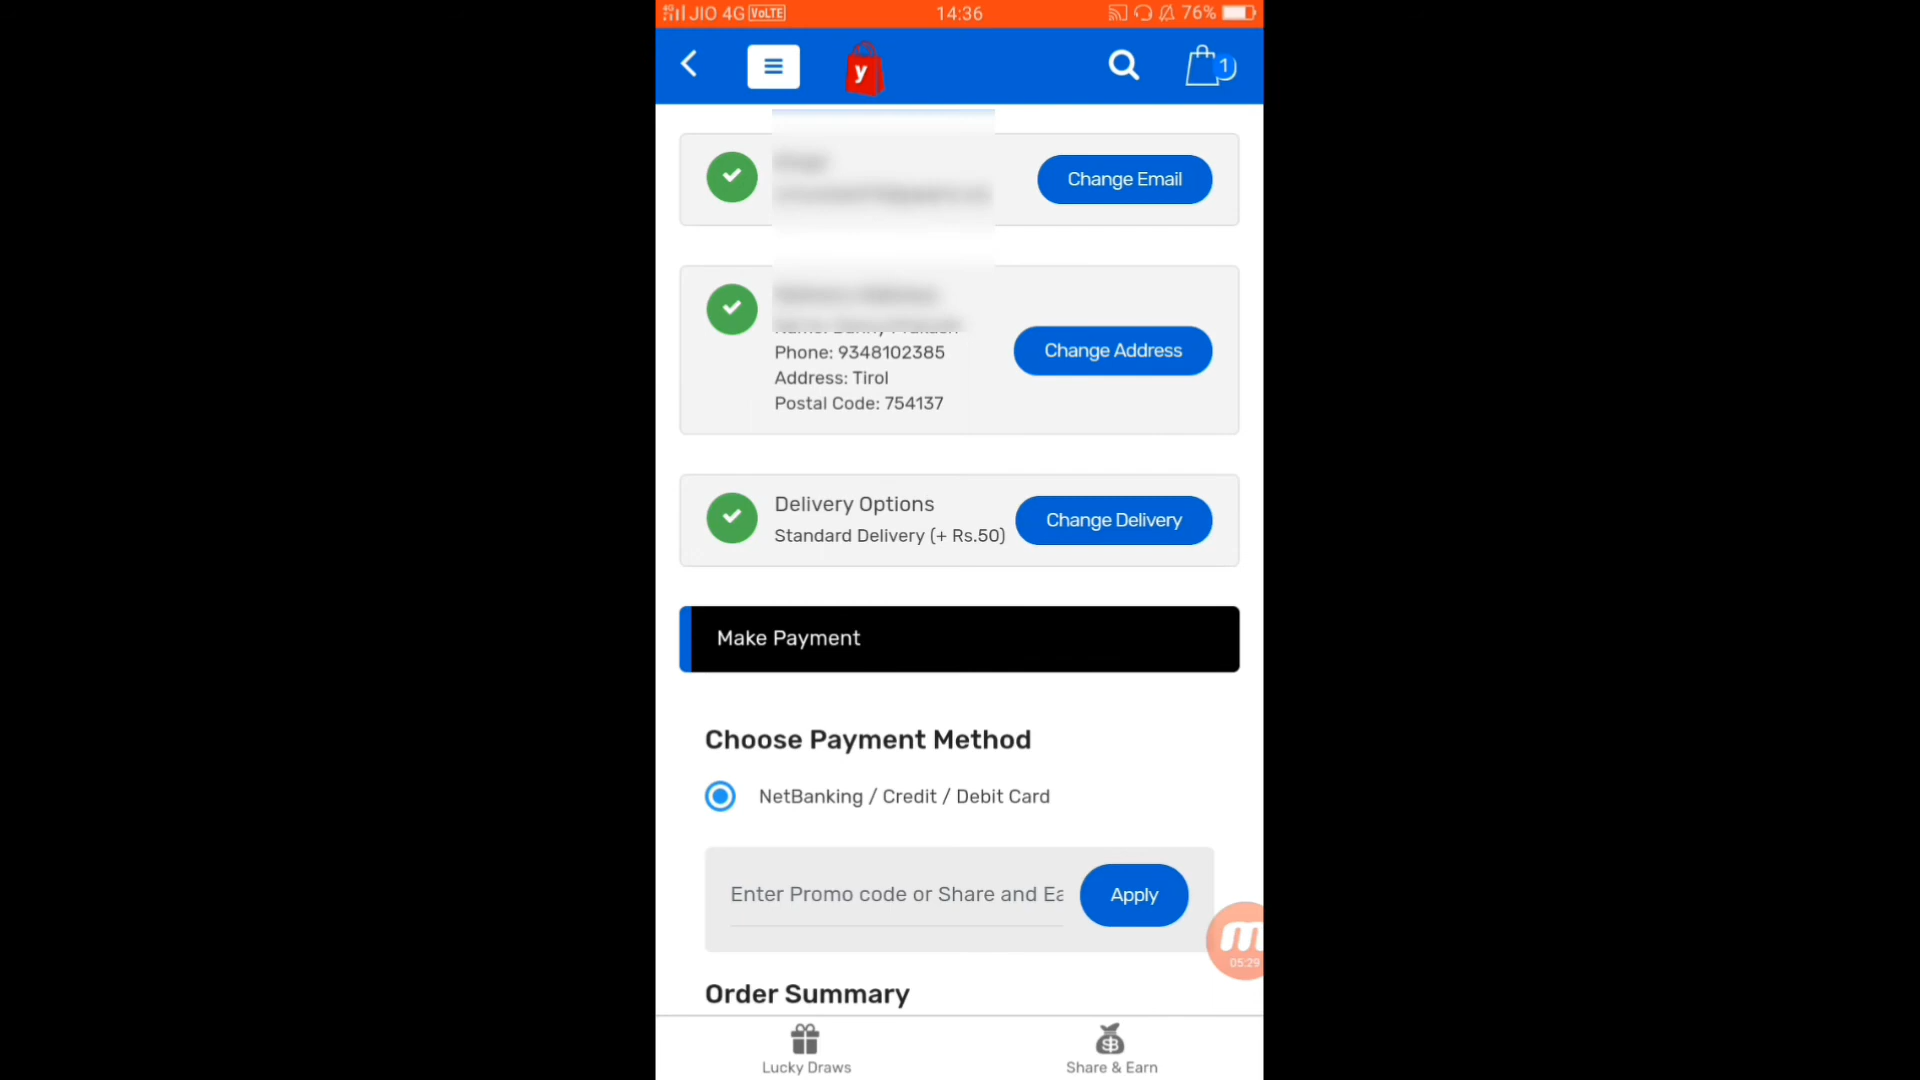 JIO 4G VoLTE 14:36 76%
y 1
Change Email
Phone: 9348102385
Address: Tirol
Postal Code: 754137
Change Address
Delivery Options
Standard Delivery (+ Rs.50)
Change Delivery
Make Payment
Choose Payment Method
NetBanking / Credit / Debit Card
Enter Promo code or Share and Ea
Apply
05:29
Order Summary
Lucky Draws
Share & Earn